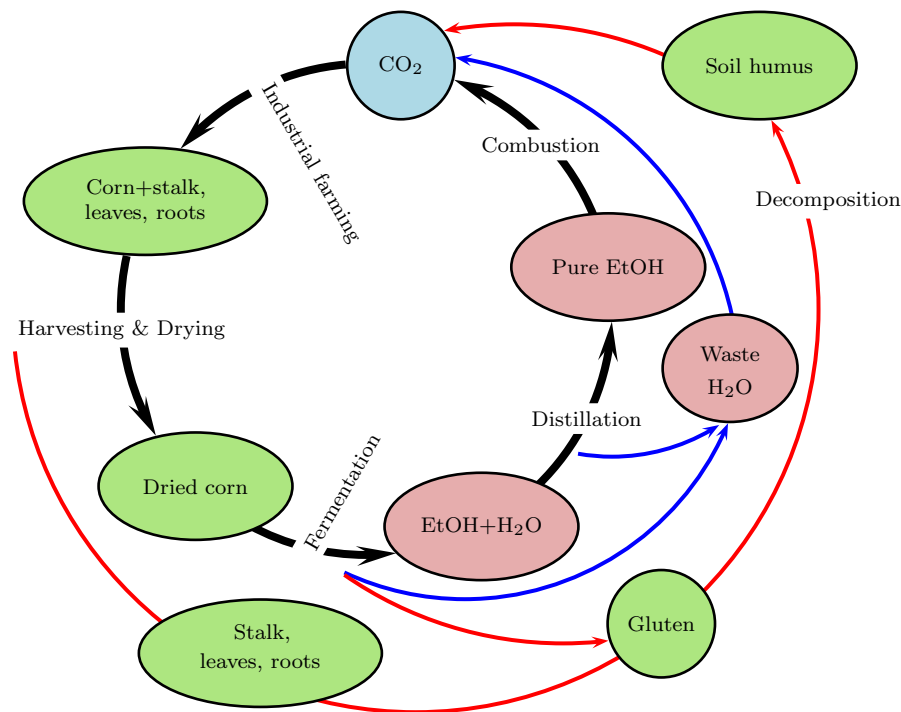 CO₂
Soil humus
Industrial farming
Combustion
Corn+stalk,
leaves, roots
Decomposition
Pure EtOH
Harvesting & Drying
Waste
H₂O
Distillation
Dried corn
Fermentation
EtOH+H₂O
Stalk,
leaves, roots
Gluten